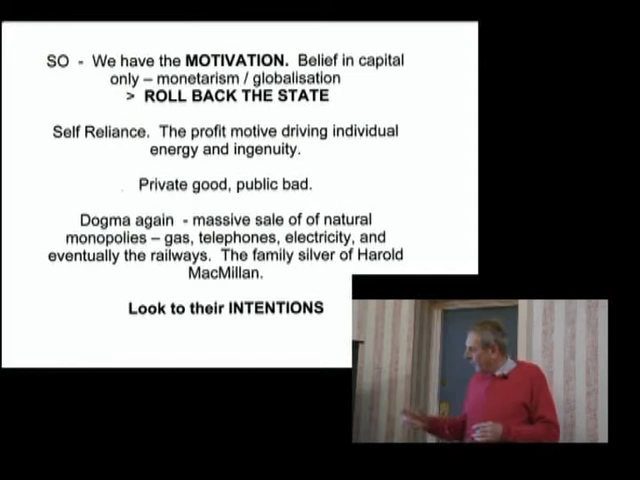 SO - We have the MOTIVATION. Belief in capital
only – monetarism / globalisation
> ROLL BACK THE STATE
Self Reliance. The profit motive driving individual
energy and ingenuity.
Private good, public bad.
Dogma again - massive sale of of natural
monopolies – gas, telephones, electricity, and
eventually the railways. The family silver of Harold
MacMillan.
Look to their INTENTIONS